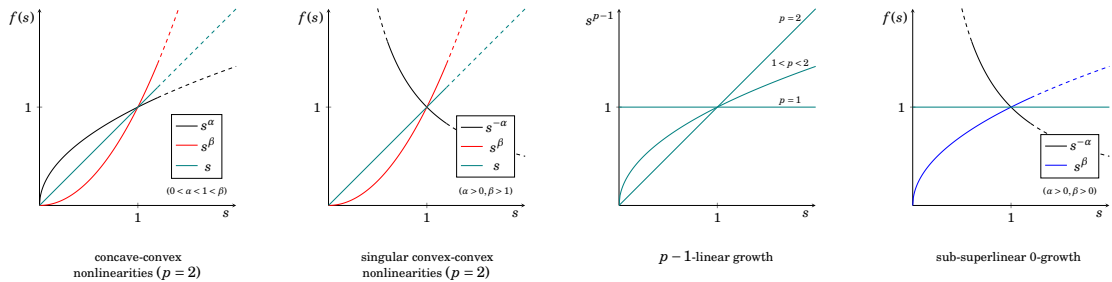 f(s)
1
s^α
s^β
s
(0 < α < 1 < β)
1
s
concave-convex
nonlinearities (p = 2)
f(s)
1
s^{-α}
s^β
s
(α > 0, β > 1)
1
s
singular convex-convex
nonlinearities (p = 2)
s^{p-1}
p = 2
1 < p < 2
p = 1
1
1
s
p − 1-linear growth
f(s)
1
s^{-α}
s^β
(α > 0, β > 0)
1
s
sub-superlinear 0-growth